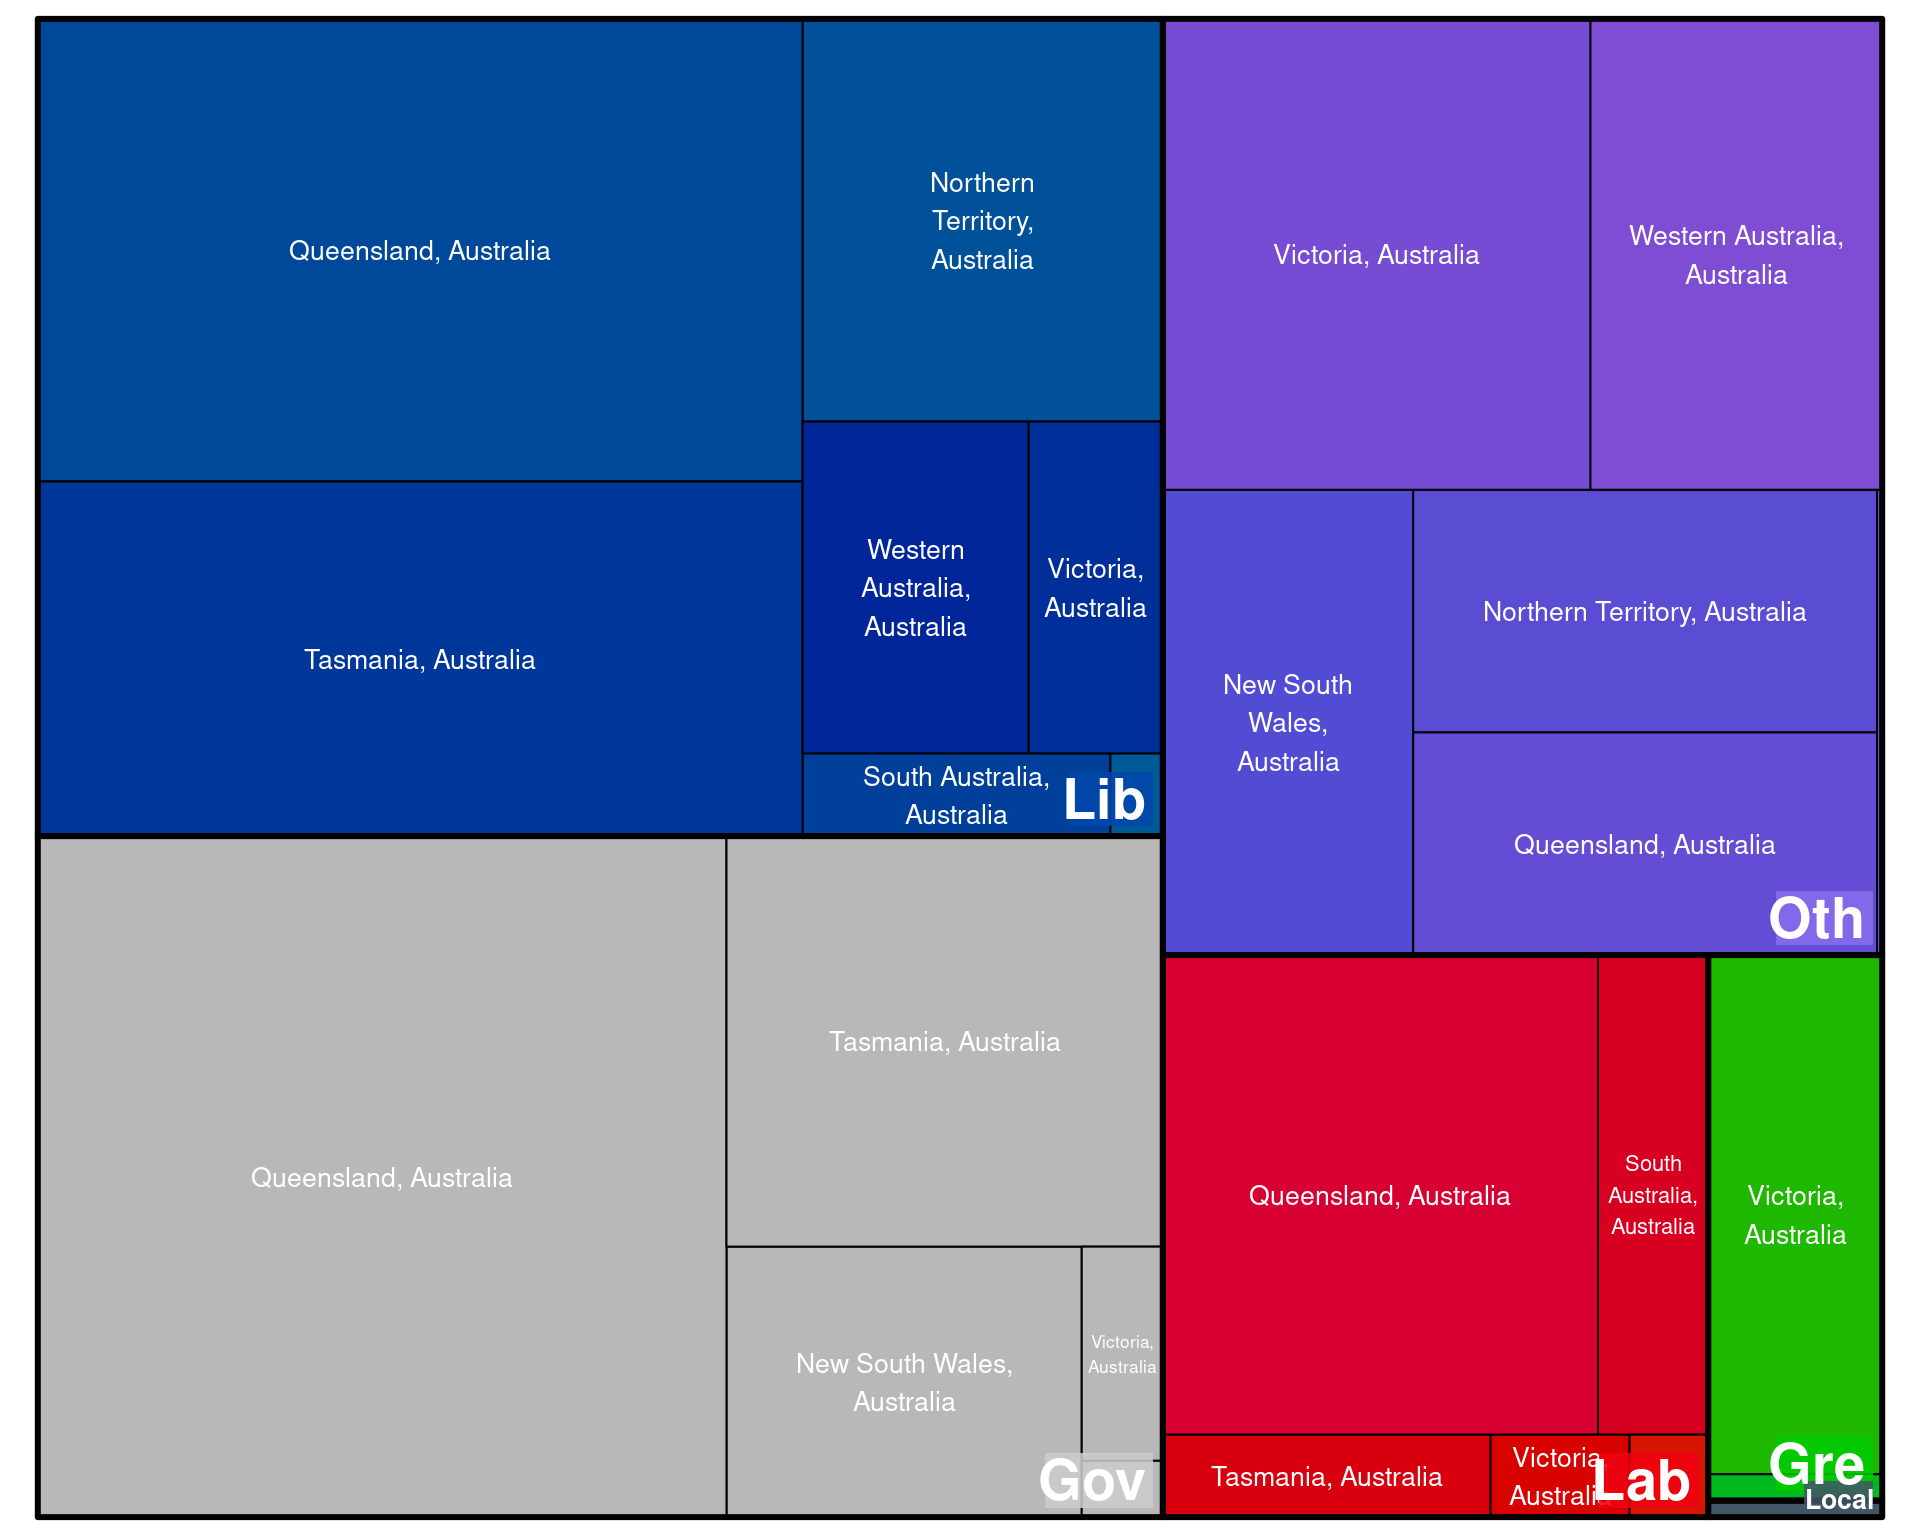 Queensland, Australia
Northern
Territory,
Australia
Tasmania, Australia
Western
Australia,
Australia
Victoria,
Australia
South Australia,
Australia
Lib
Victoria, Australia
Western Australia,
Australia
New South
Wales,
Australia
Northern Territory, Australia
Queensland, Australia
Oth
Queensland, Australia
Tasmania, Australia
New South Wales,
Australia
Victoria,
Australia
Gov
Queensland, Australia
South
Australia,
Australia
Tasmania, Australia
Victoria,
Australia
Lab
Victoria,
Australia
Gre
Local